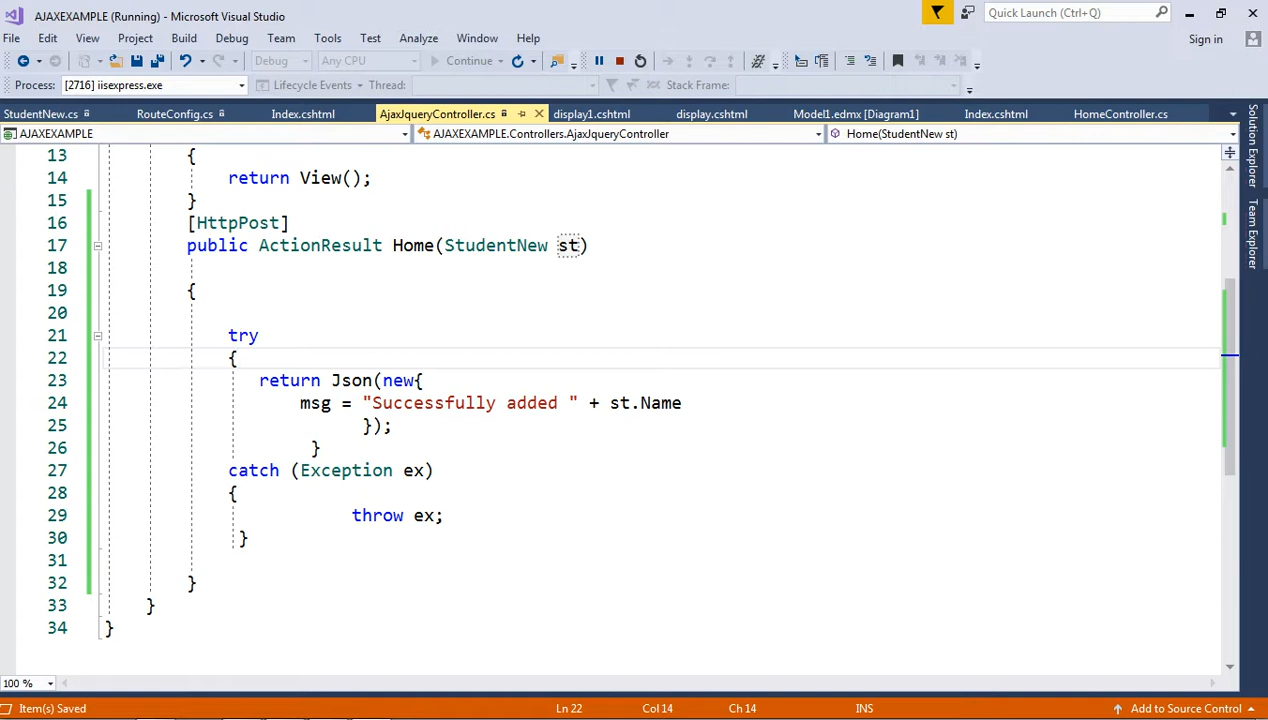 AJAXEXAMPLE (Running) - Microsoft Visual Studio
Quick Launch (Ctrl+Q)
File Edit View Project Build Debug Team Tools Test Analyze Window Help
Sign in
Debug Any CPU Continue
Process: [2716] iisexpress.exe Lifecycle Events Thread: Stack Frame:
StudentNew.cs RouteConfig.cs Index.cshtml AjaxJqueryController.cs display1.cshtml display.cshtml Model1.edmx [Diagram1] Index.cshtml HomeController.cs
AJAXEXAMPLE AJAXEXAMPLE.Controllers.AjaxJqueryController Home(StudentNew st)
13 {
14 return View();
15 }
16 [HttpPost]
17 public ActionResult Home(StudentNew st)
18
19 {
20
21 try
22 {
23 return Json(new{
24 msg = "Successfully added " + st.Name
25 });
26 }
27 catch (Exception ex)
28 {
29 throw ex;
30 }
31
32 }
33 }
34 }
Solution Explorer
Team Explorer
100 %
Item(s) Saved Ln 22 Col 14 Ch 14 INS Add to Source Control